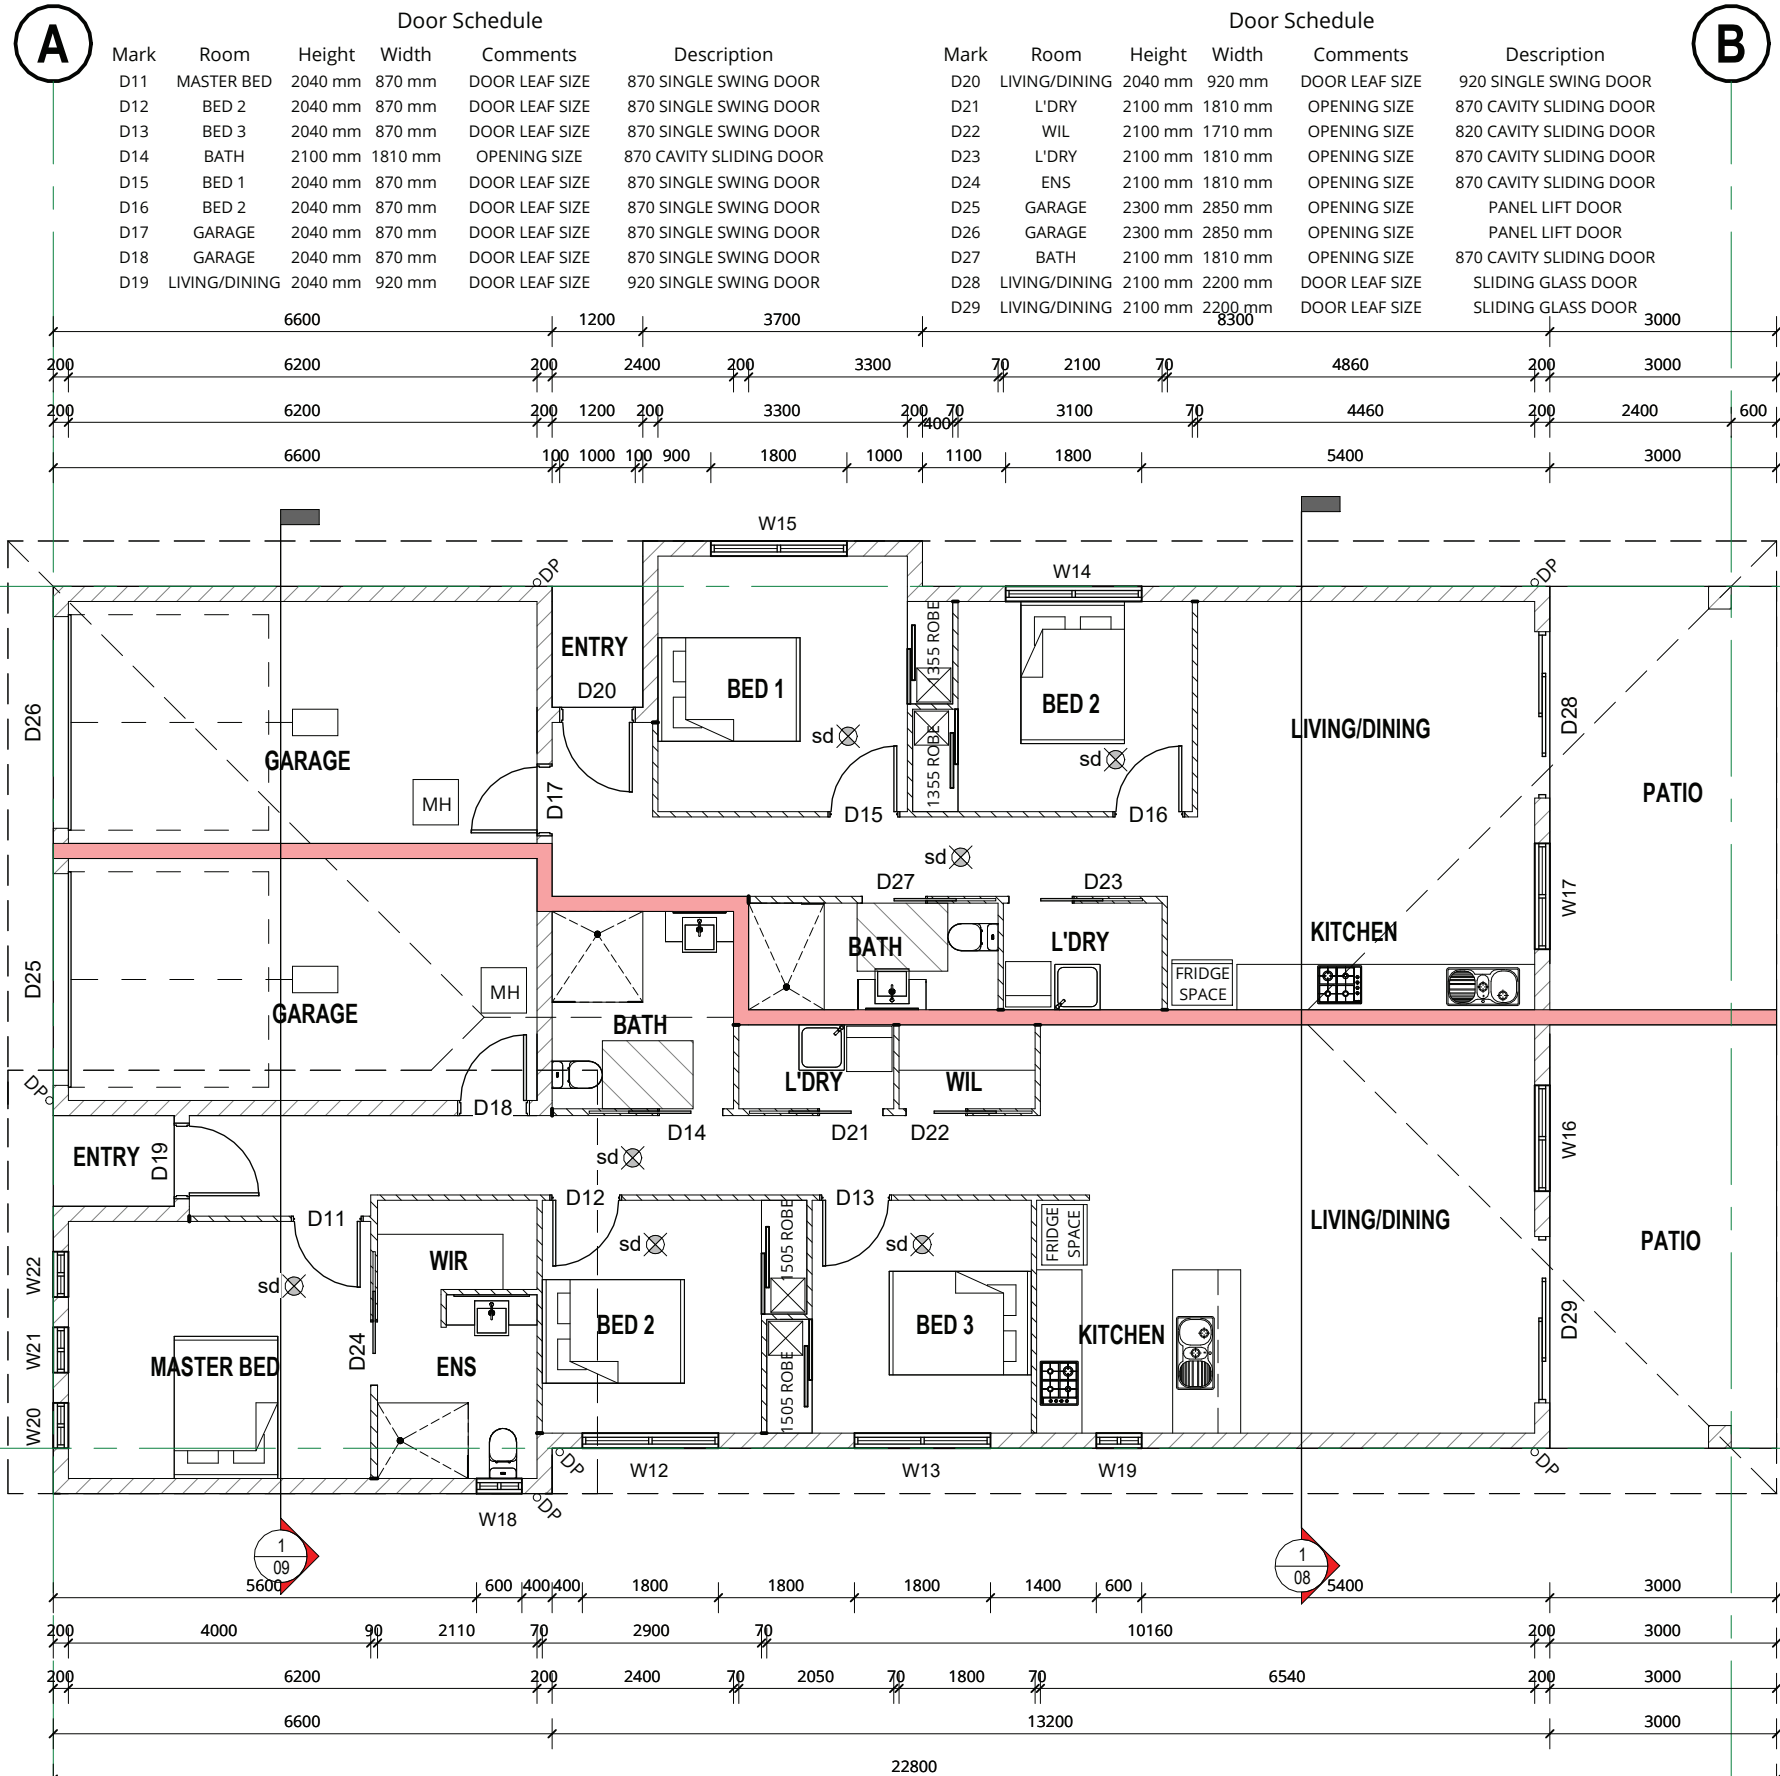 A
B
Door Schedule
Mark Room Height Width Comments Description
D11 MASTER BED 2040 mm 870 mm DOOR LEAF SIZE 870 SINGLE SWING DOOR
D12 BED 2 2040 mm 870 mm DOOR LEAF SIZE 870 SINGLE SWING DOOR
D13 BED 3 2040 mm 870 mm DOOR LEAF SIZE 870 SINGLE SWING DOOR
D14 BATH 2100 mm 1810 mm OPENING SIZE 870 CAVITY SLIDING DOOR
D15 BED 1 2040 mm 870 mm DOOR LEAF SIZE 870 SINGLE SWING DOOR
D16 BED 2 2040 mm 870 mm DOOR LEAF SIZE 870 SINGLE SWING DOOR
D17 GARAGE 2040 mm 870 mm DOOR LEAF SIZE 870 SINGLE SWING DOOR
D18 GARAGE 2040 mm 870 mm DOOR LEAF SIZE 870 SINGLE SWING DOOR
D19 LIVING/DINING 2040 mm 920 mm DOOR LEAF SIZE 920 SINGLE SWING DOOR
Door Schedule
Mark Room Height Width Comments Description
D20 LIVING/DINING 2040 mm 920 mm DOOR LEAF SIZE 920 SINGLE SWING DOOR
D21 L'DRY 2100 mm 1810 mm OPENING SIZE 870 CAVITY SLIDING DOOR
D22 WIL 2100 mm 1710 mm OPENING SIZE 820 CAVITY SLIDING DOOR
D23 L'DRY 2100 mm 1810 mm OPENING SIZE 870 CAVITY SLIDING DOOR
D24 ENS 2100 mm 1810 mm OPENING SIZE 870 CAVITY SLIDING DOOR
D25 GARAGE 2300 mm 2850 mm OPENING SIZE PANEL LIFT DOOR
D26 GARAGE 2300 mm 2850 mm OPENING SIZE PANEL LIFT DOOR
D27 BATH 2100 mm 1810 mm OPENING SIZE 870 CAVITY SLIDING DOOR
D28 LIVING/DINING 2100 mm 2200 mm DOOR LEAF SIZE SLIDING GLASS DOOR
D29 LIVING/DINING 2100 mm 2200 mm DOOR LEAF SIZE SLIDING GLASS DOOR
6600 1200 3700 8300 3000
200 6200 200 2400 200 3300 70 2100 70 4860 200 3000
200 6200 200 1200 200 3300 200 400 70 3100 70 4460 200 2400 600
6600 100 1000 100 900 1800 1000 1100 1800 5400 3000
W15
DP
W14
DP
ENTRY
D20
BED 1
1355 ROBE
BED 2
LIVING/DINING
D28
D26
GARAGE
sd
sd
1355 ROBE
PATIO
MH
D17
D15
D16
sd
D27
D23
W17
BATH
L'DRY
KITCHEN
FRIDGE
SPACE
D25
GARAGE
MH
BATH
L'DRY
WIL
DP
D18
D14
D21
D22
W16
ENTRY
D19
sd
D11
D12
D13
1505 ROBE
FRIDGE
SPACE
LIVING/DINING
PATIO
W22
sd
WIR
sd
sd
W21
MASTER BED
D24
ENS
BED 2
1505 ROBE
BED 3
KITCHEN
D29
W20
DP
W12
W13
W19
DP
DP
W18
1
09
1
08
5600 600 400 400 1800 1800 1800 1400 600 5400 3000
200 4000 90 2110 70 2900 70 10160 200 3000
200 6200 200 2400 70 2050 70 1800 70 6540 200 3000
6600 13200 3000
22800